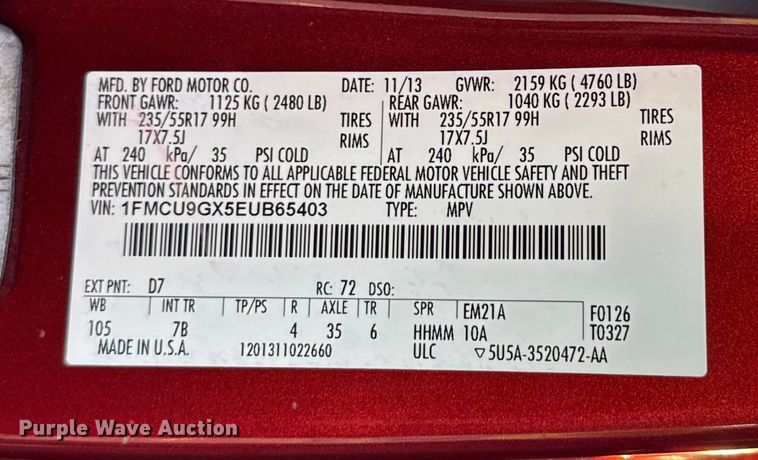 MFD. BY FORD MOTOR CO. DATE: 11/13 GVWR: 2159 KG ( 4760 LB)
FRONT GAWR: 1125 KG ( 2480 LB) REAR GAWR: 1040 KG ( 2293 LB)
WITH 235/55R17 99H TIRES WITH 235/55R17 99H TIRES
17X7.5J RIMS 17X7.5J RIMS
AT 240 kPa/ 35 PSI COLD AT 240 kPa/ 35 PSI COLD
THIS VEHICLE CONFORMS TO ALL APPLICABLE FEDERAL MOTOR VEHICLE SAFETY AND THEFT
PREVENTION STANDARDS IN EFFECT ON THE DATE OF MANUFACTURE SHOWN ABOVE.
VIN: 1FMCU9GX5EUB65403 TYPE: MPV
EXT PNT: D7 RC: 72 DSO:
WB INT TR TP/PS R AXLE TR SPR EM21A F0126
105 7B 4 35 6 HHMM 10A T0327
MADE IN U.S.A. 1201311022660 ULC ▽5U5A-3520472-AA
Purple Wave Auction